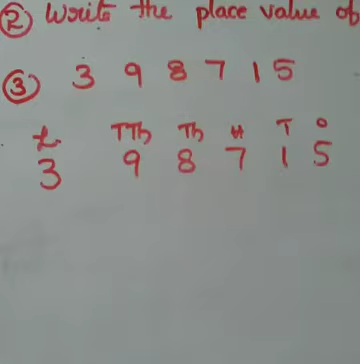 ② Write the place value of
③ 3 9 8 7 1 5
L TTh Th H T O
3 9 8 7 1 5